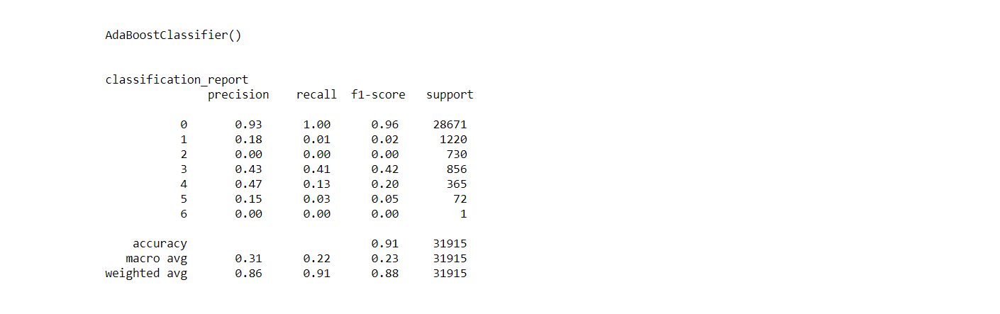 AdaBoostClassifier()
classification_report
precision recall f1-score support
0 0.93 1.00 0.96 28671
1 0.18 0.01 0.02 1220
2 0.00 0.00 0.00 730
3 0.43 0.41 0.42 856
4 0.47 0.13 0.20 365
5 0.15 0.03 0.05 72
6 0.00 0.00 0.00 1
accuracy 0.91 31915
macro avg 0.31 0.22 0.23 31915
weighted avg 0.86 0.91 0.88 31915